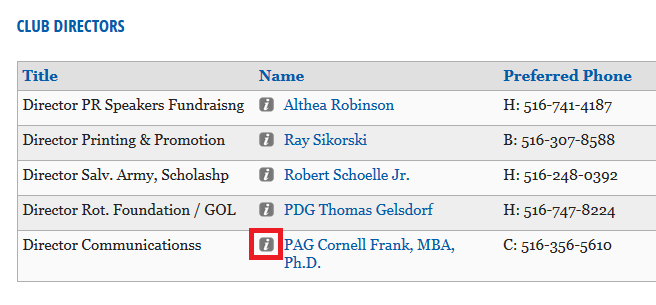 CLUB DIRECTORS
Title Name Preferred Phone
Director PR Speakers Fundraisng i Althea Robinson H: 516-741-4187
Director Printing & Promotion i Ray Sikorski B: 516-307-8588
Director Salv. Army, Scholashp i Robert Schoelle Jr. H: 516-248-0392
Director Rot. Foundation / GOL i PDG Thomas Gelsdorf H: 516-747-8224
Director Communicationss i PAG Cornell Frank, MBA, C: 516-356-5610
Ph.D.